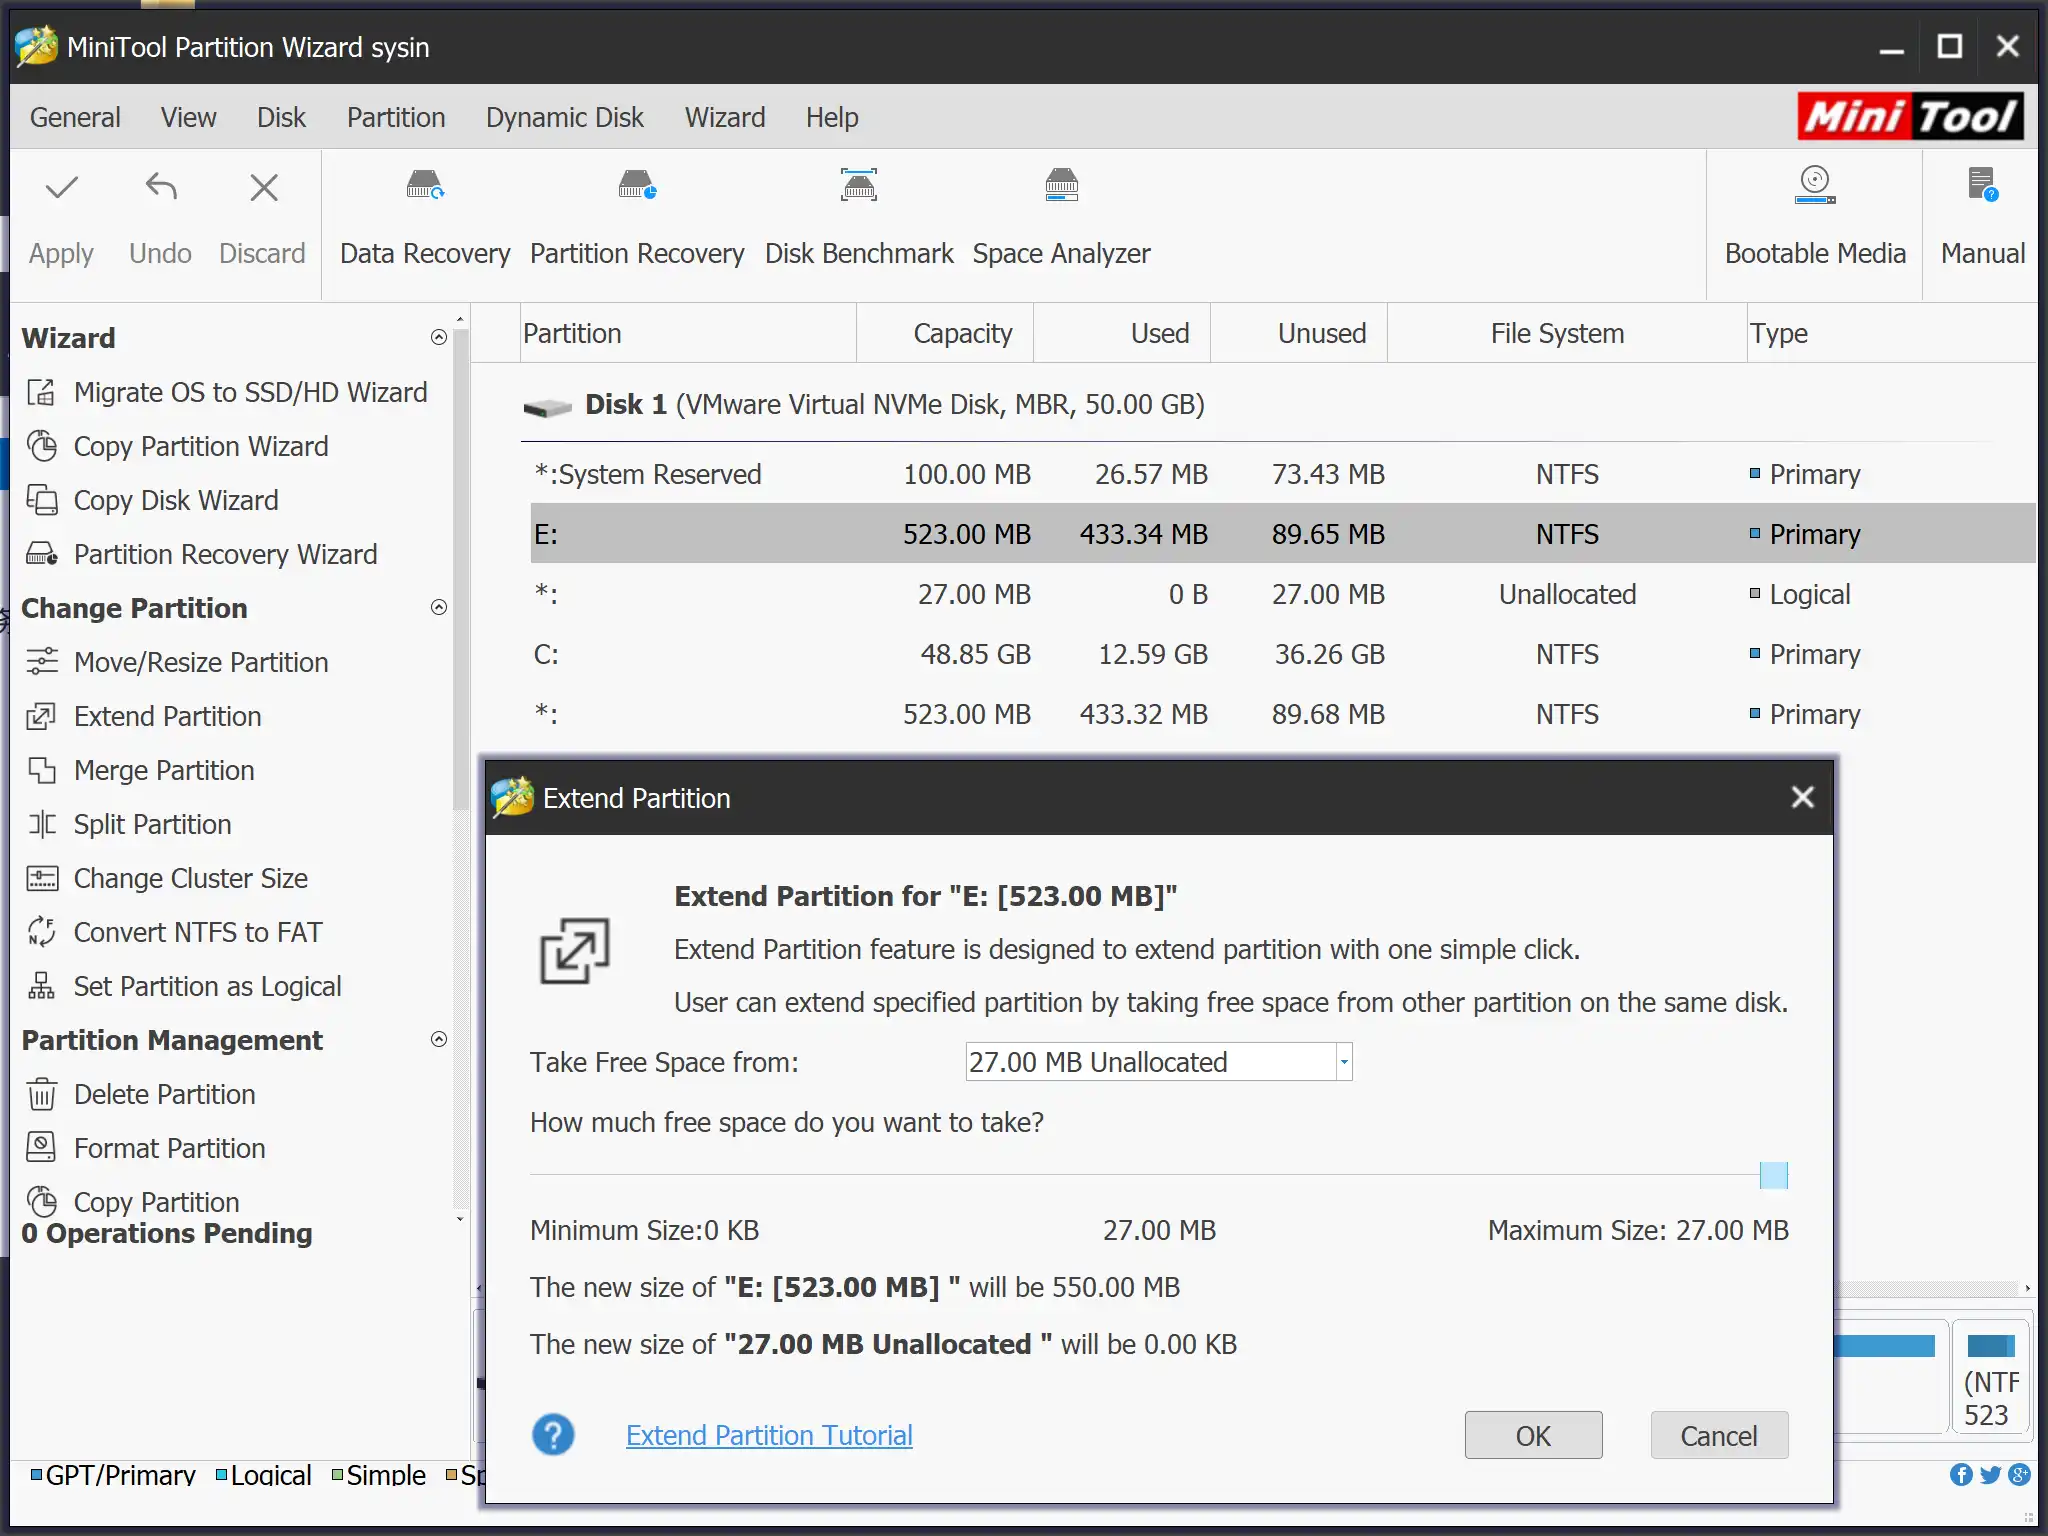 MiniTool Partition Wizard sysin
General View Disk Partition Dynamic Disk Wizard Help
Mini Tool
Apply Undo Discard Data Recovery Partition Recovery Disk Benchmark Space Analyzer Bootable Media Manual
Wizard
Migrate OS to SSD/HD Wizard
Copy Partition Wizard
Copy Disk Wizard
Partition Recovery Wizard
Change Partition
Move/Resize Partition
Extend Partition
Merge Partition
Split Partition
Change Cluster Size
Convert NTFS to FAT
Set Partition as Logical
Partition Management
Delete Partition
Format Partition
Copy Partition
0 Operations Pending
Partition Capacity Used Unused File System Type
Disk 1 (VMware Virtual NVMe Disk, MBR, 50.00 GB)
*:System Reserved 100.00 MB 26.57 MB 73.43 MB NTFS Primary
E: 523.00 MB 433.34 MB 89.65 MB NTFS Primary
*: 27.00 MB 0 B 27.00 MB Unallocated Logical
C: 48.85 GB 12.59 GB 36.26 GB NTFS Primary
*: 523.00 MB 433.32 MB 89.68 MB NTFS Primary
Extend Partition
Extend Partition for "E: [523.00 MB]"
Extend Partition feature is designed to extend partition with one simple click.
User can extend specified partition by taking free space from other partition on the same disk.
Take Free Space from: 27.00 MB Unallocated
How much free space do you want to take?
Minimum Size:0 KB 27.00 MB Maximum Size: 27.00 MB
The new size of "E: [523.00 MB] " will be 550.00 MB
The new size of "27.00 MB Unallocated " will be 0.00 KB
Extend Partition Tutorial
OK Cancel
(NTF
523
GPT/Primary Logical Simple Sp